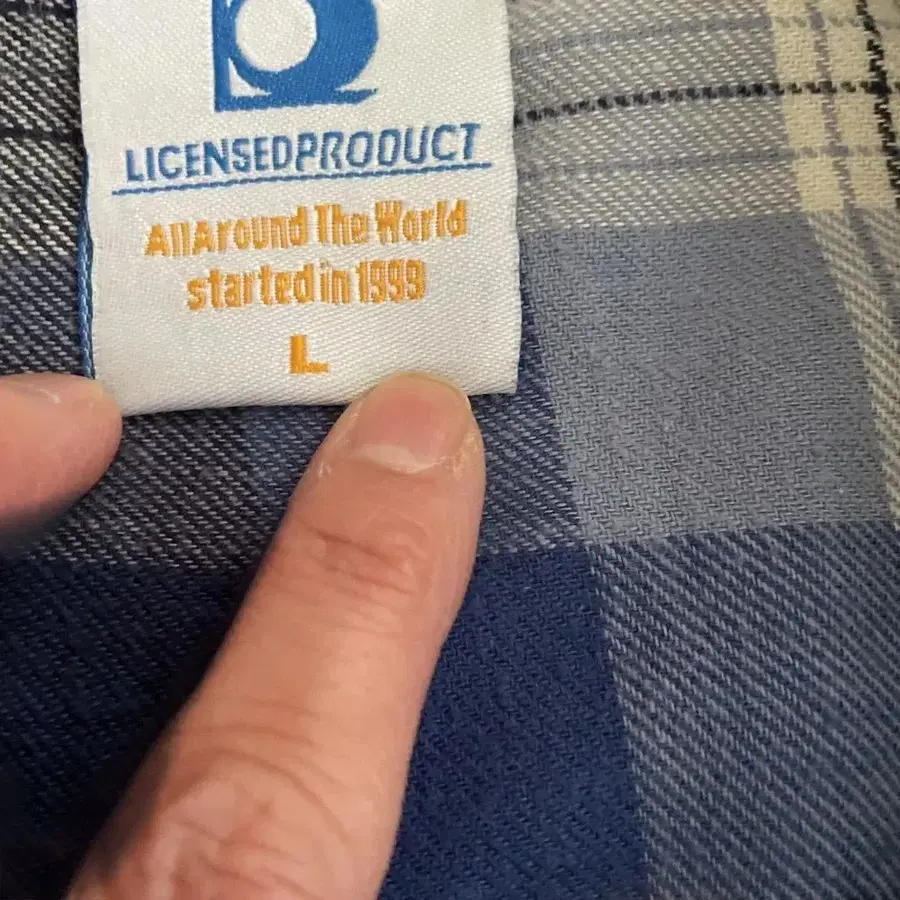 LICENSEDPRODUCT
AllAround The World
started in 1999
L